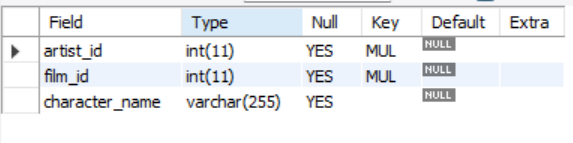 Field Type Null Key Default Extra
artist_id int(11) YES MUL NULL
film_id int(11) YES MUL NULL
character_name varchar(255) YES NULL